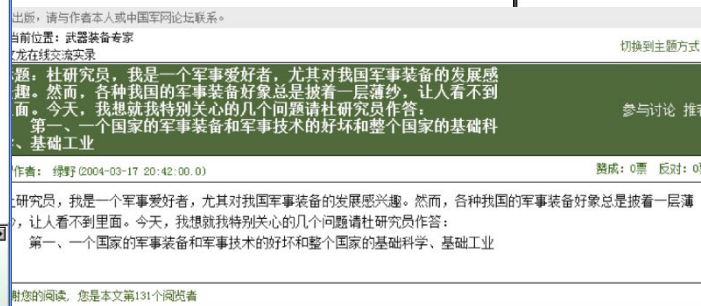 出版，请与作者本人或中国军网论坛联系。
当前位置：武器装备专家
文龙在线交流实录
切换到主题方式
题：杜研究员，我是一个军事爱好者，尤其对我国军事装备的发展感
趣。然而，各种我国的军事装备好象总是披着一层薄纱，让人看不到
面。今天，我想就我特别关心的几个问题请杜研究员作答：
第一、一个国家的军事装备和军事技术的好坏和整个国家的基础科
、基础工业
参与讨论 推
作者： 绿野(2004-03-17 20:42:00.0)
赞成：0票 反对：0
研究员，我是一个军事爱好者，尤其对我国军事装备的发展感兴趣。然而，各种我国的军事装备好象总是披着一层薄
，让人看不到里面。今天，我想就我特别关心的几个问题请杜研究员作答：
第一、一个国家的军事装备和军事技术的好坏和整个国家的基础科学、基础工业
谢您的阅读，您是本文第131个阅览者